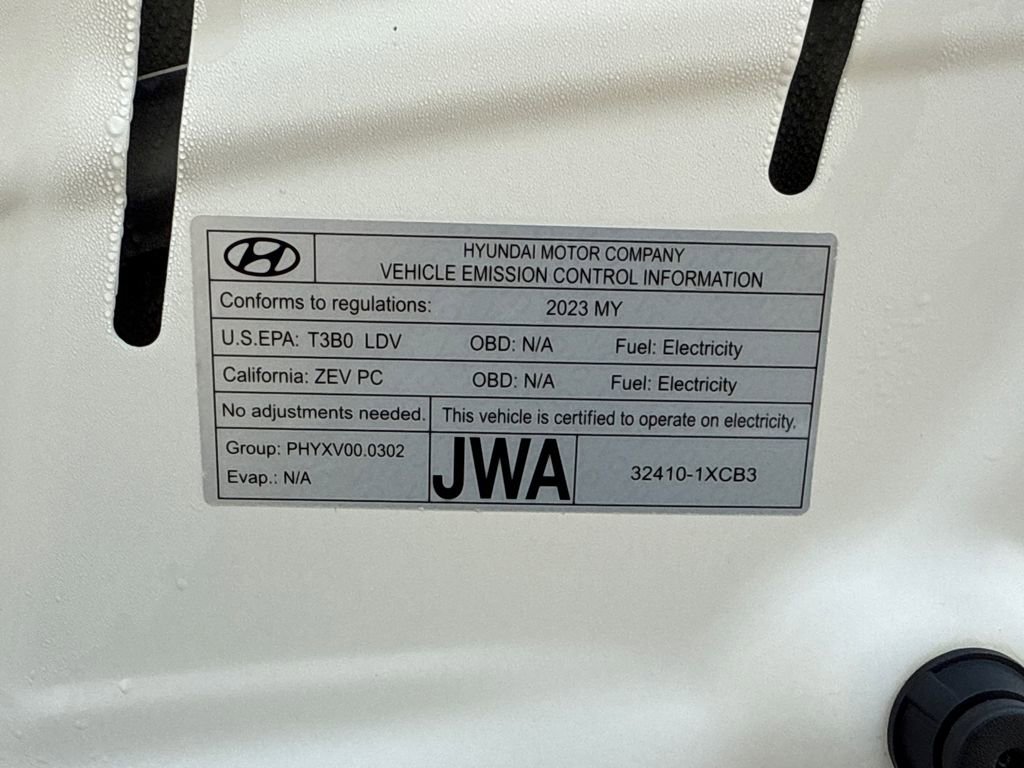 HYUNDAI MOTOR COMPANY
VEHICLE EMISSION CONTROL INFORMATION
Conforms to regulations: 2023 MY
U.S.EPA: T3B0 LDV OBD: N/A Fuel: Electricity
California: ZEV PC OBD: N/A Fuel: Electricity
No adjustments needed. This vehicle is certified to operate on electricity.
Group: PHYXV00.0302
Evap.: N/A
JWA
32410-1XCB3